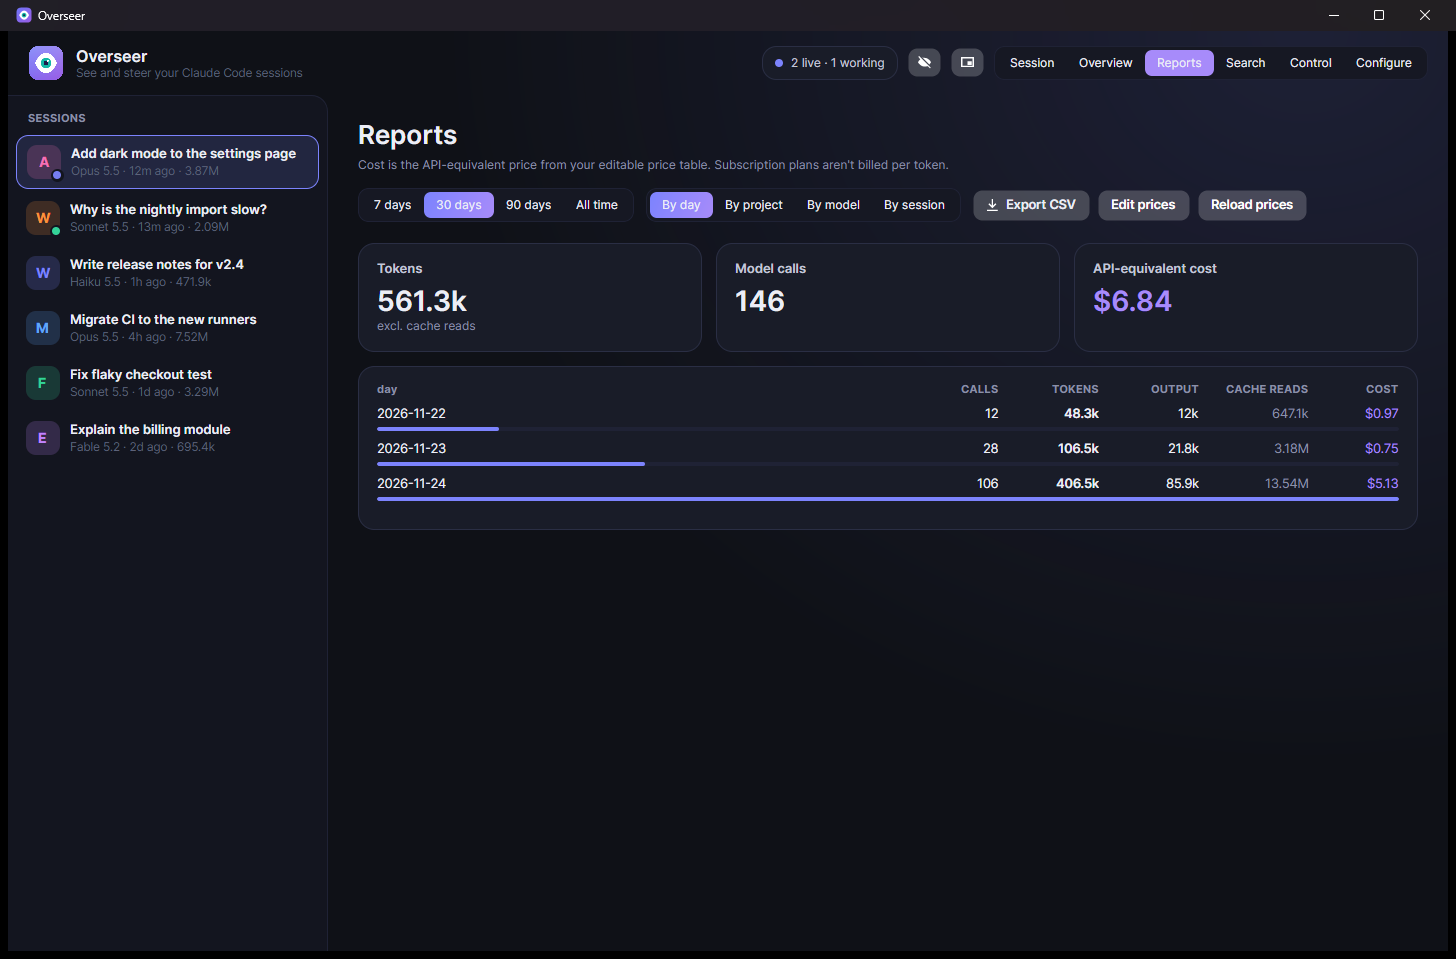 Overseer
Overseer
See and steer your Claude Code sessions
2 live · 1 working
Session
Overview
Reports
Search
Control
Configure
SESSIONS
A
Add dark mode to the settings page
Opus 5.5 · 12m ago · 3.87M
W
Why is the nightly import slow?
Sonnet 5.5 · 13m ago · 2.09M
W
Write release notes for v2.4
Haiku 5.5 · 1h ago · 471.9k
M
Migrate CI to the new runners
Opus 5.5 · 4h ago · 7.52M
F
Fix flaky checkout test
Sonnet 5.5 · 1d ago · 3.29M
E
Explain the billing module
Fable 5.2 · 2d ago · 695.4k
Reports
Cost is the API-equivalent price from your editable price table. Subscription plans aren't billed per token.
7 days
30 days
90 days
All time
By day
By project
By model
By session
Export CSV
Edit prices
Reload prices
Tokens
561.3k
excl. cache reads
Model calls
146
API-equivalent cost
$6.84
day CALLS TOKENS OUTPUT CACHE READS COST
2026-11-22 12 48.3k 12k 647.1k $0.97
2026-11-23 28 106.5k 21.8k 3.18M $0.75
2026-11-24 106 406.5k 85.9k 13.54M $5.13